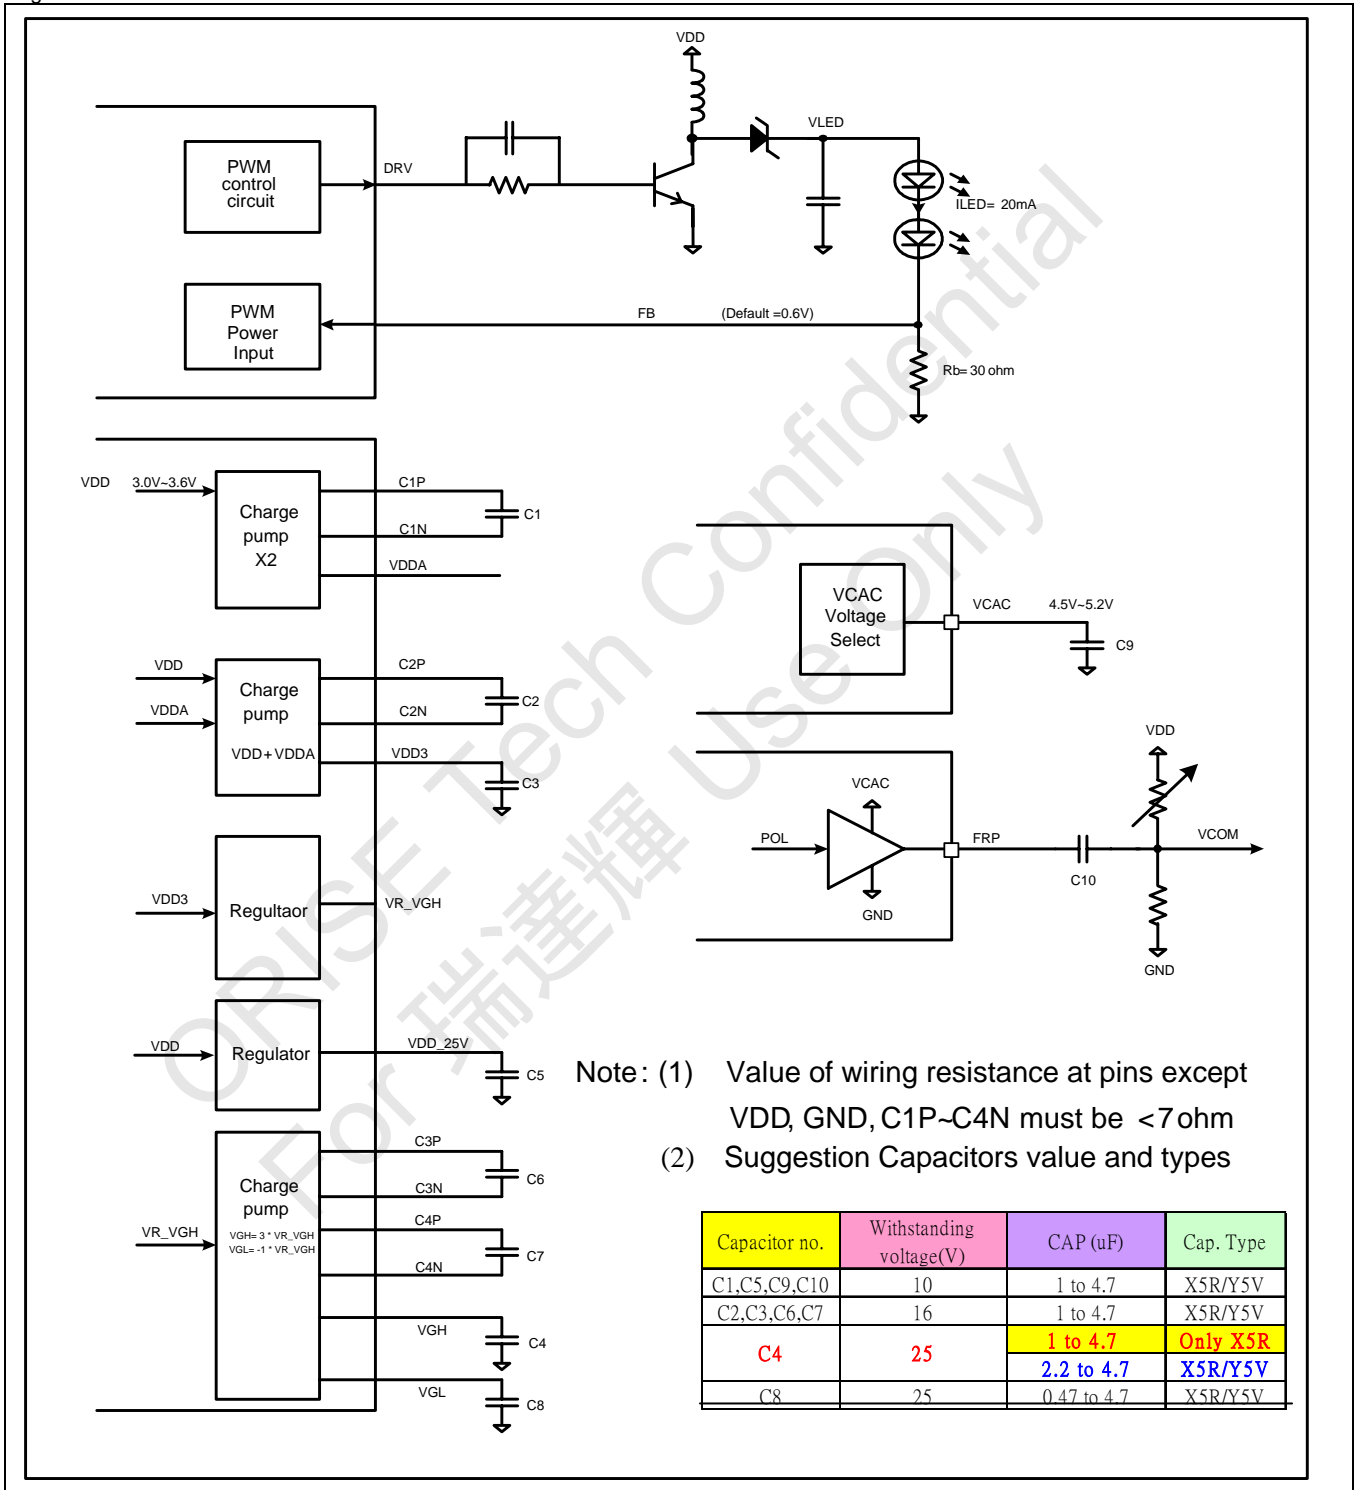 VDD
PWM
control
circuit
DRV
VLED
ILED= 20mA
PWM
Power
Input
FB (Default =0.6V)
Rb= 30 ohm
VDD 3.0V~3.6V
Charge
pump
X2
C1P
C1N
C1
VDDA
VDD
VDDA
Charge
pump
VDD+VDDA
C2P
C2N
C2
VDD3
C3
VDD3
Regultaor
VR_VGH
VDD
Regulator
VDD_25V
C5
VR_VGH
Charge
pump
VGH= 3 * VR_VGH
VGL= -1 * VR_VGH
C3P
C3N
C6
C4P
C4N
C7
VGH
C4
VGL
C8
VCAC
Voltage
Select
VCAC 4.5V~5.2V
C9
POL
VCAC
GND
FRP
C10
VDD
VCOM
GND
Note: (1) Value of wiring resistance at pins except
VDD, GND, C1P~C4N must be <7ohm
(2) Suggestion Capacitors value and types
Capacitor no. Withstanding voltage(V) CAP (uF) Cap. Type
C1,C5,C9,C10 10 1 to 4.7 X5R/Y5V
C2,C3,C6,C7 16 1 to 4.7 X5R/Y5V
C4 25 1 to 4.7 Only X5R
2.2 to 4.7 X5R/Y5V
C8 25 0.47 to 4.7 X5R/Y5V
ORISE Tech Confidential
For 瑞達輝 Use Only